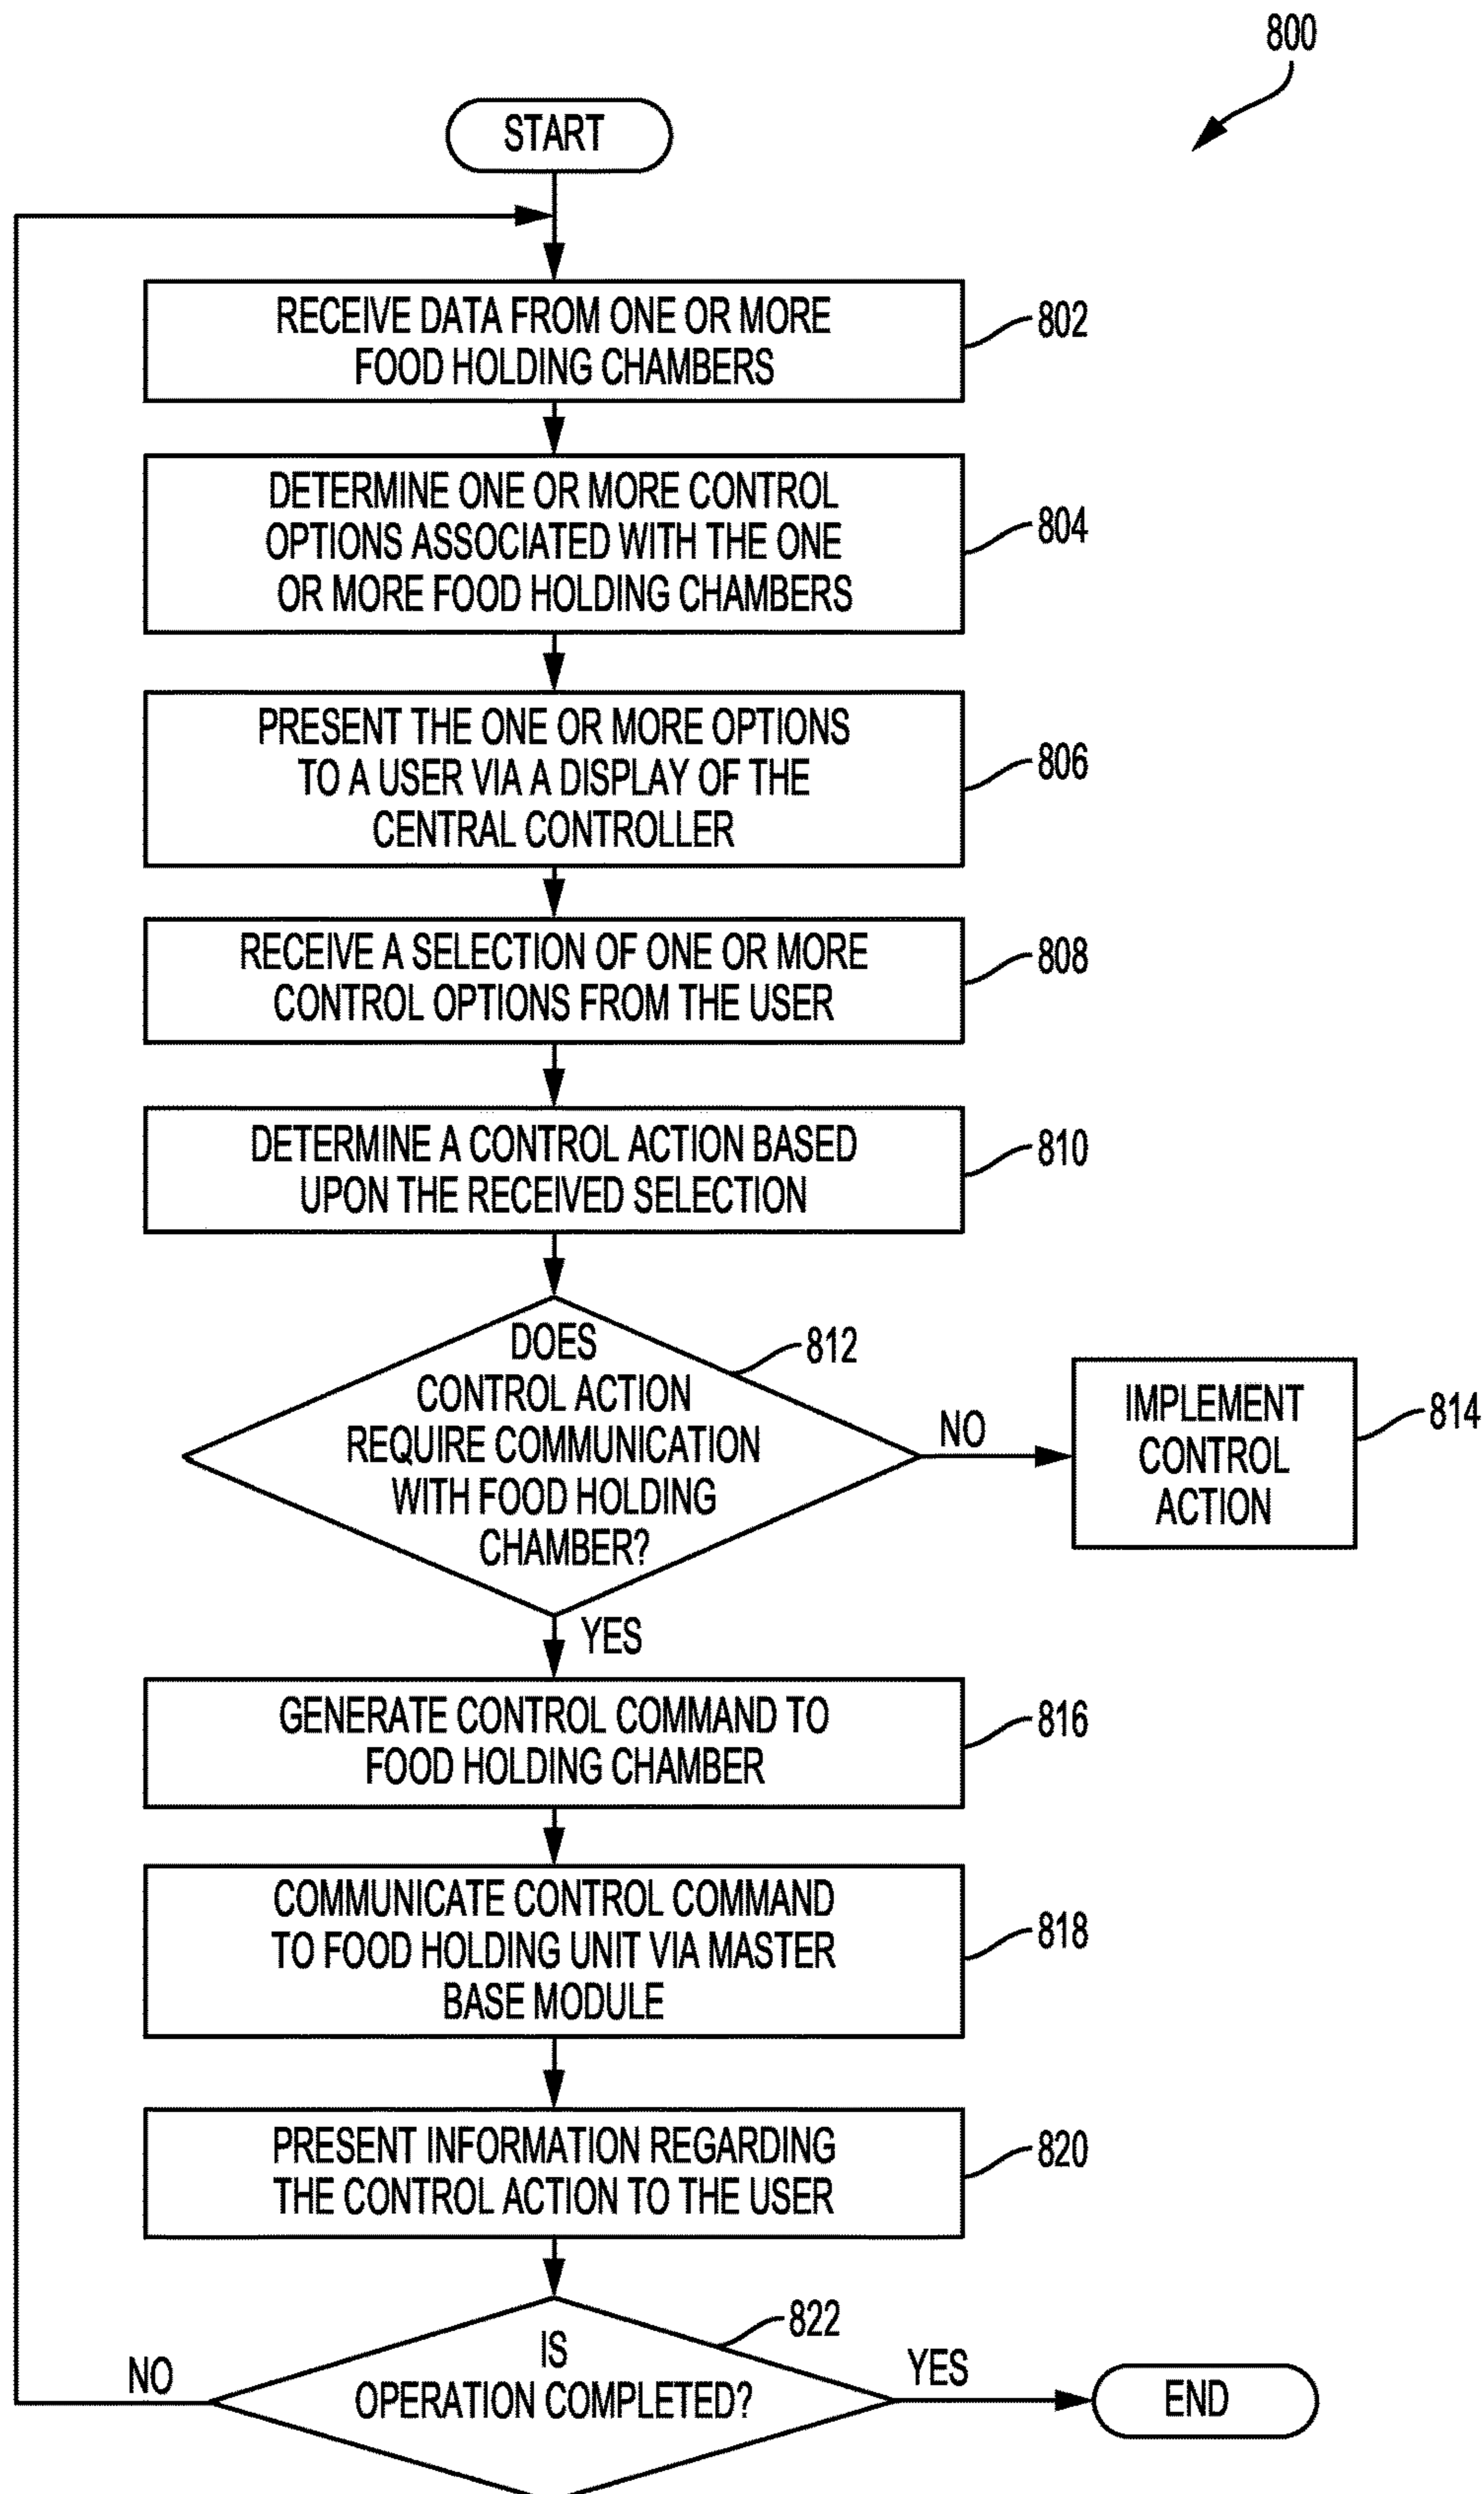 800
START
RECEIVE DATA FROM ONE OR MORE
FOOD HOLDING CHAMBERS
802
DETERMINE ONE OR MORE CONTROL
OPTIONS ASSOCIATED WITH THE ONE
OR MORE FOOD HOLDING CHAMBERS
804
PRESENT THE ONE OR MORE OPTIONS
TO A USER VIA A DISPLAY OF THE
CENTRAL CONTROLLER
806
RECEIVE A SELECTION OF ONE OR MORE
CONTROL OPTIONS FROM THE USER
808
DETERMINE A CONTROL ACTION BASED
UPON THE RECEIVED SELECTION
810
DOES
CONTROL ACTION
REQUIRE COMMUNICATION
WITH FOOD HOLDING
CHAMBER?
812
NO
IMPLEMENT
CONTROL
ACTION
814
YES
GENERATE CONTROL COMMAND TO
FOOD HOLDING CHAMBER
816
COMMUNICATE CONTROL COMMAND
TO FOOD HOLDING UNIT VIA MASTER
BASE MODULE
818
PRESENT INFORMATION REGARDING
THE CONTROL ACTION TO THE USER
820
IS
OPERATION COMPLETED?
822
NO
YES
END